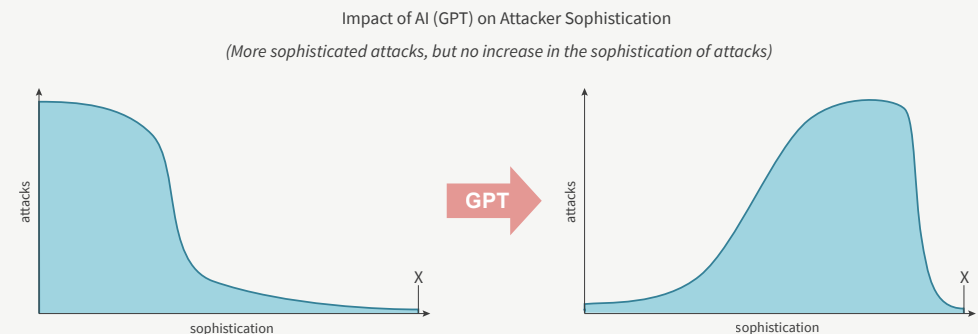 Impact of AI (GPT) on Attacker Sophistication
(More sophisticated attacks, but no increase in the sophistication of attacks)
attacks
X
sophistication
GPT
attacks
X
sophistication